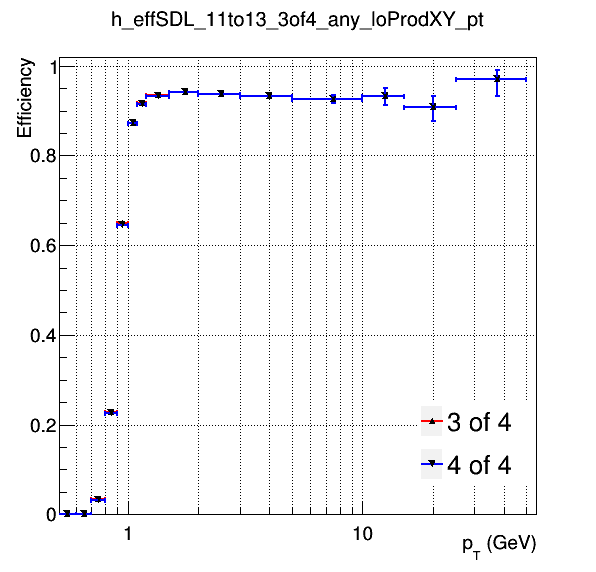 h_effSDL_11to13_3of4_any_loProdXY_pt
Efficiency
1
0.8
0.6
0.4
0.2
0
3 of 4
4 of 4
1
10
p_T (GeV)